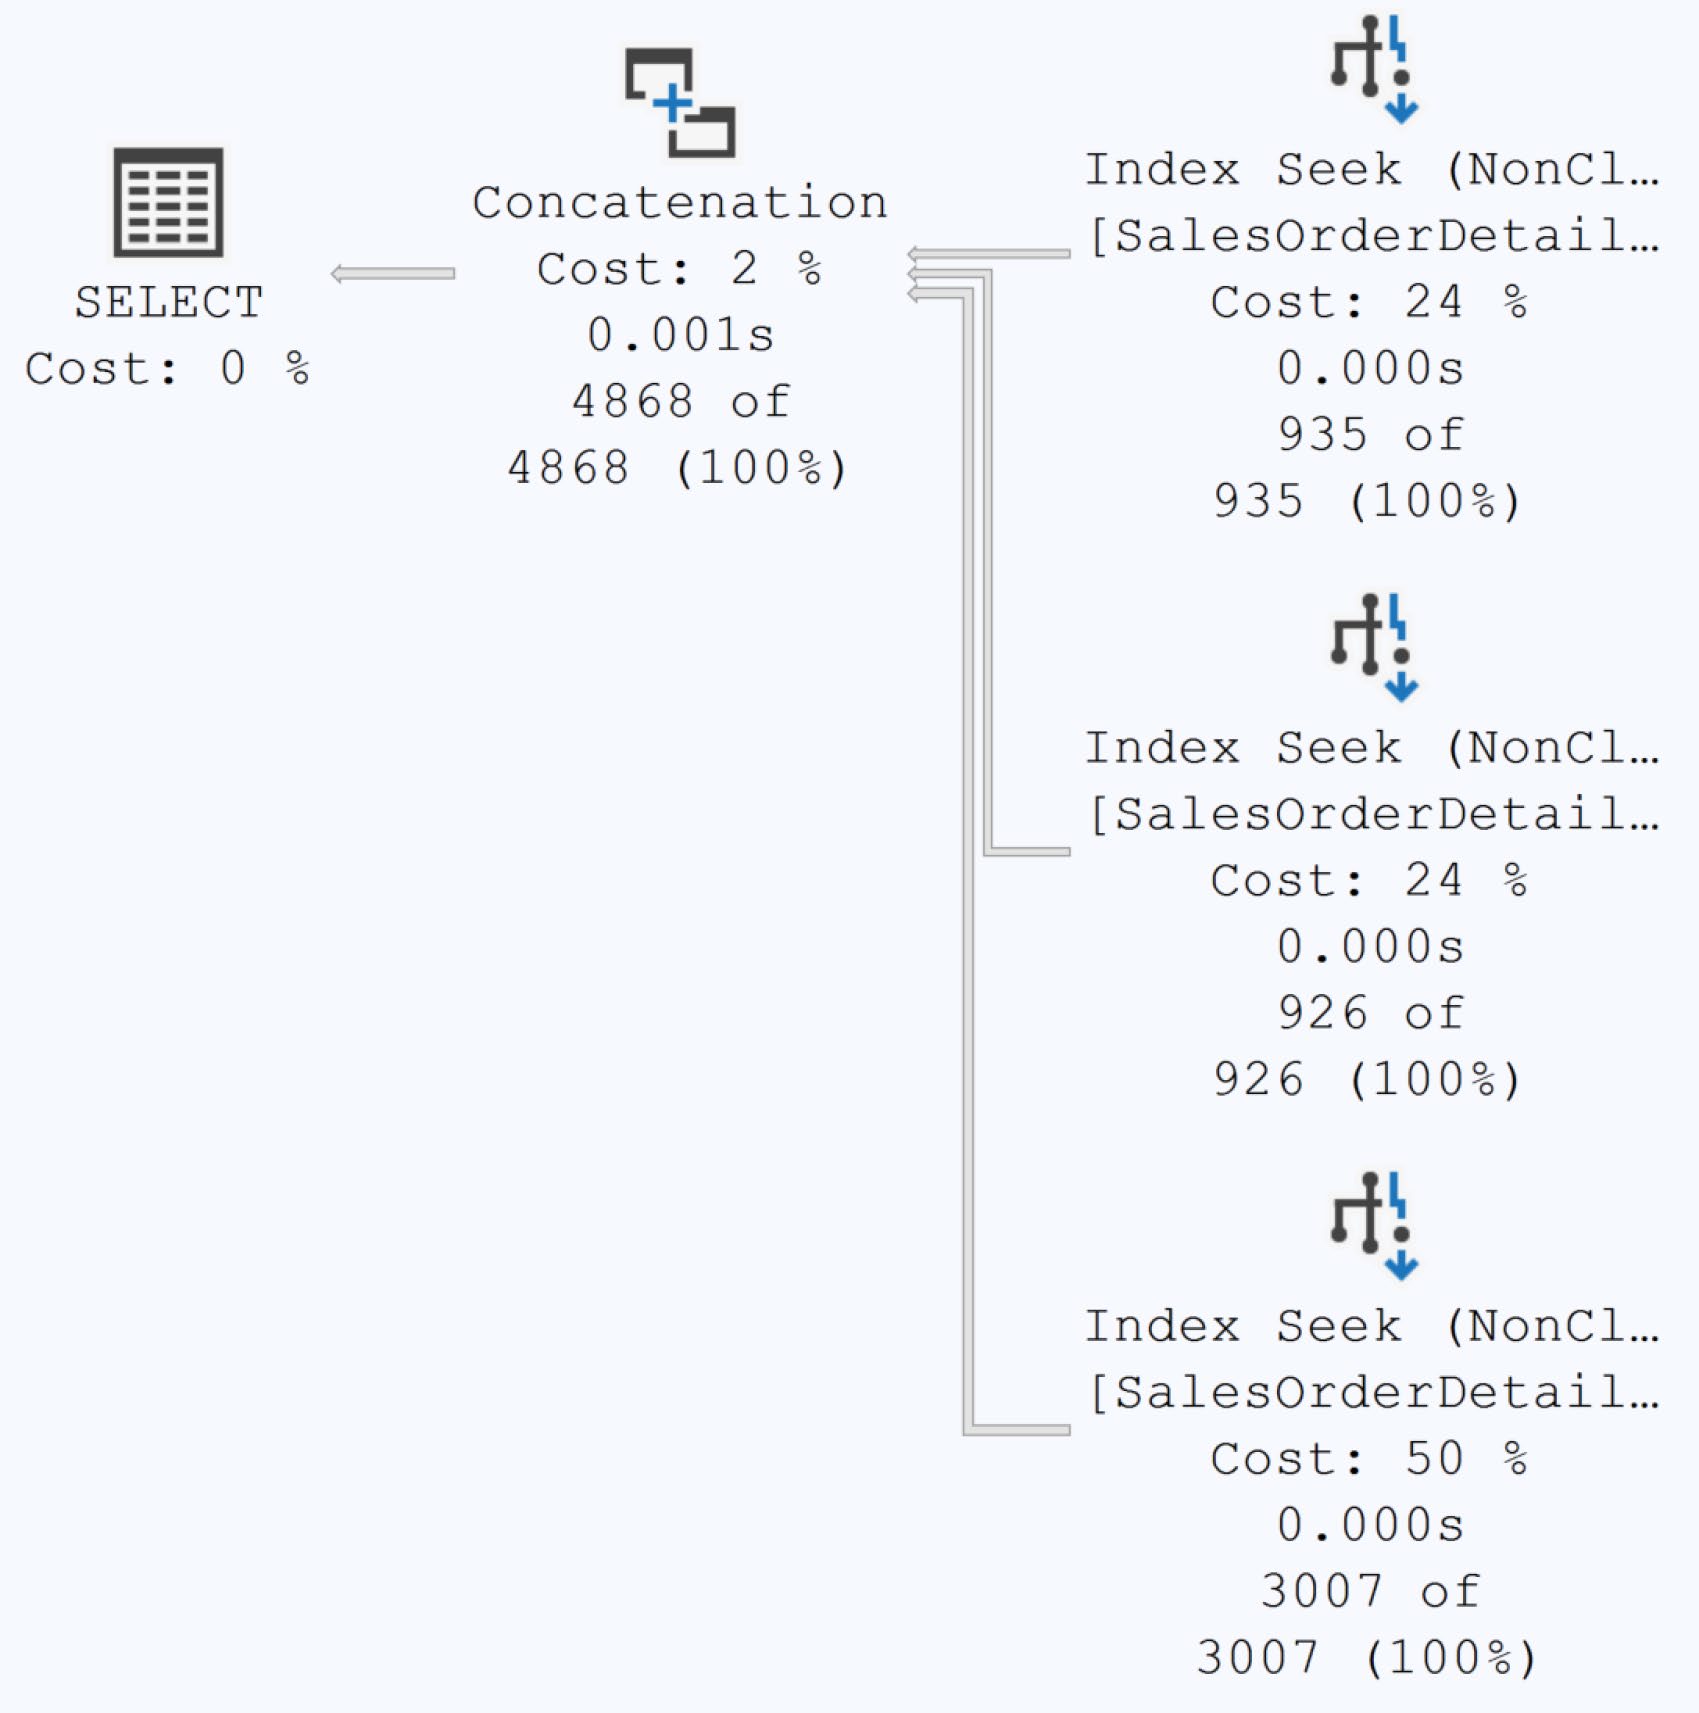 SELECT
Cost: 0 %
Concatenation
Cost: 2 %
0.001s
4868 of
4868 (100%)
Index Seek (NonCl…
[SalesOrderDetail…
Cost: 24 %
0.000s
935 of
935 (100%)
Index Seek (NonCl…
[SalesOrderDetail…
Cost: 24 %
0.000s
926 of
926 (100%)
Index Seek (NonCl…
[SalesOrderDetail…
Cost: 50 %
0.000s
3007 of
3007 (100%)